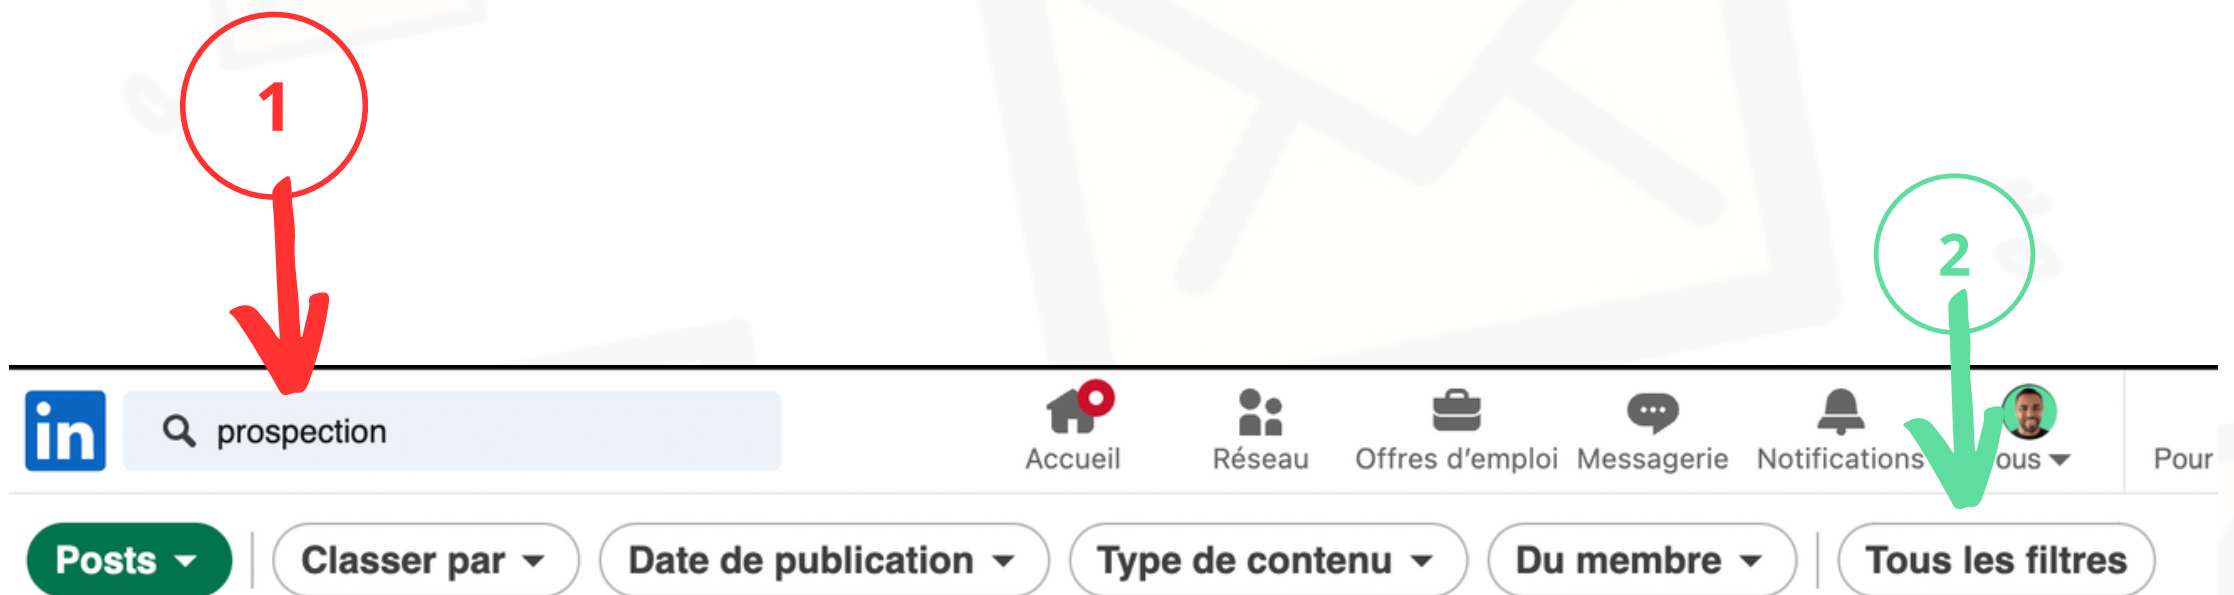 1
2
in
prospection
Accueil
Réseau
Offres d'emploi
Messagerie
Notifications
ous
Pour
Posts
Classer par
Date de publication
Type de contenu
Du membre
Tous les filtres